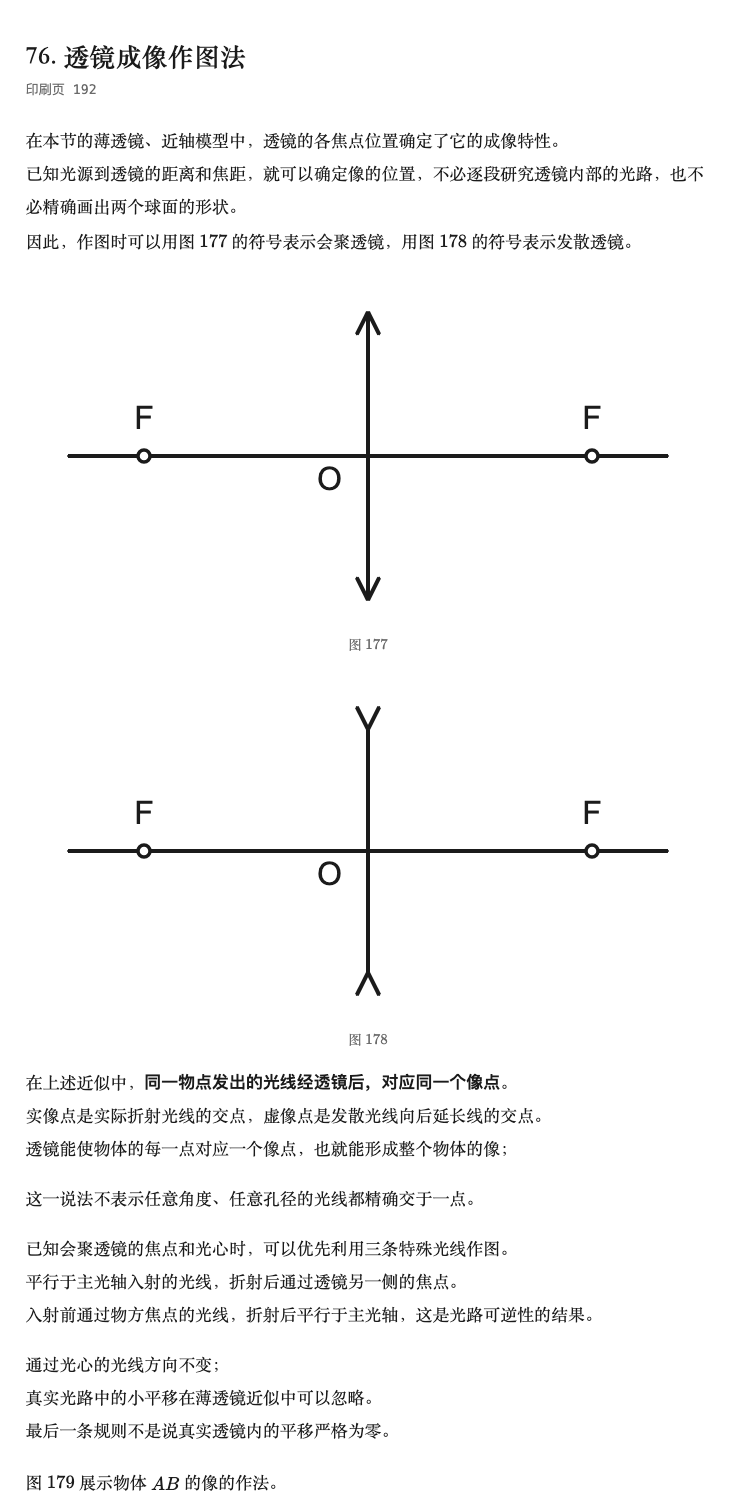 76. 透镜成像作图法
印刷页 192
在本节的薄透镜、近轴模型中，透镜的各焦点位置确定了它的成像特性。
已知光源到透镜的距离和焦距，就可以确定像的位置，不必逐段研究透镜内部的光路，也不
必精确画出两个球面的形状。
因此，作图时可以用图 177 的符号表示会聚透镜，用图 178 的符号表示发散透镜。
F
F
O
图 177
F
F
O
图 178
在上述近似中，同一物点发出的光线经透镜后，对应同一个像点。
实像点是实际折射光线的交点，虚像点是发散光线向后延长线的交点。
透镜能使物体的每一点对应一个像点，也就能形成整个物体的像；
这一说法不表示任意角度、任意孔径的光线都精确交于一点。
已知会聚透镜的焦点和光心时，可以优先利用三条特殊光线作图。
平行于主光轴入射的光线，折射后通过透镜另一侧的焦点。
入射前通过物方焦点的光线，折射后平行于主光轴，这是光路可逆性的结果。
通过光心的光线方向不变；
真实光路中的小平移在薄透镜近似中可以忽略。
最后一条规则不是说真实透镜内的平移严格为零。
图 179 展示物体 AB 的像的作法。